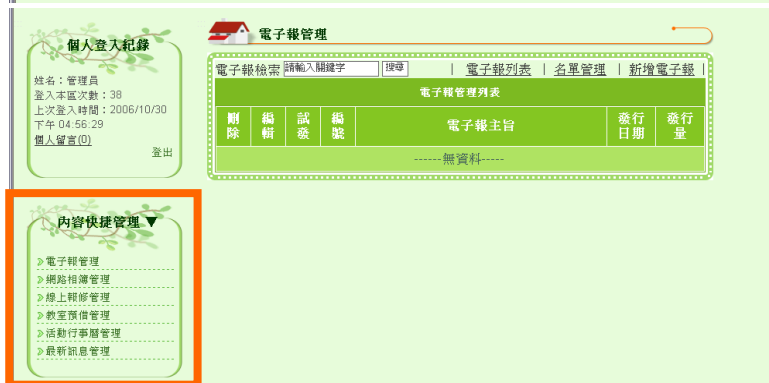 個人登入紀錄
姓名：管理員
登入本區次數：38
上次登入時間：2006/10/30
下午 04:56:29
個人留言(0)
登出
內容快捷管理 ▼
電子報管理
網路相簿管理
線上報修管理
教室預借管理
活動行事曆管理
最新訊息管理
電子報管理
電子報檢索 請輸入關鍵字 搜尋 | 電子報列表 | 名單管理 | 新增電子報 |
電子報管理列表
刪除 編輯 試發 編號 電子報主旨 發行日期 發行量
------無資料-----